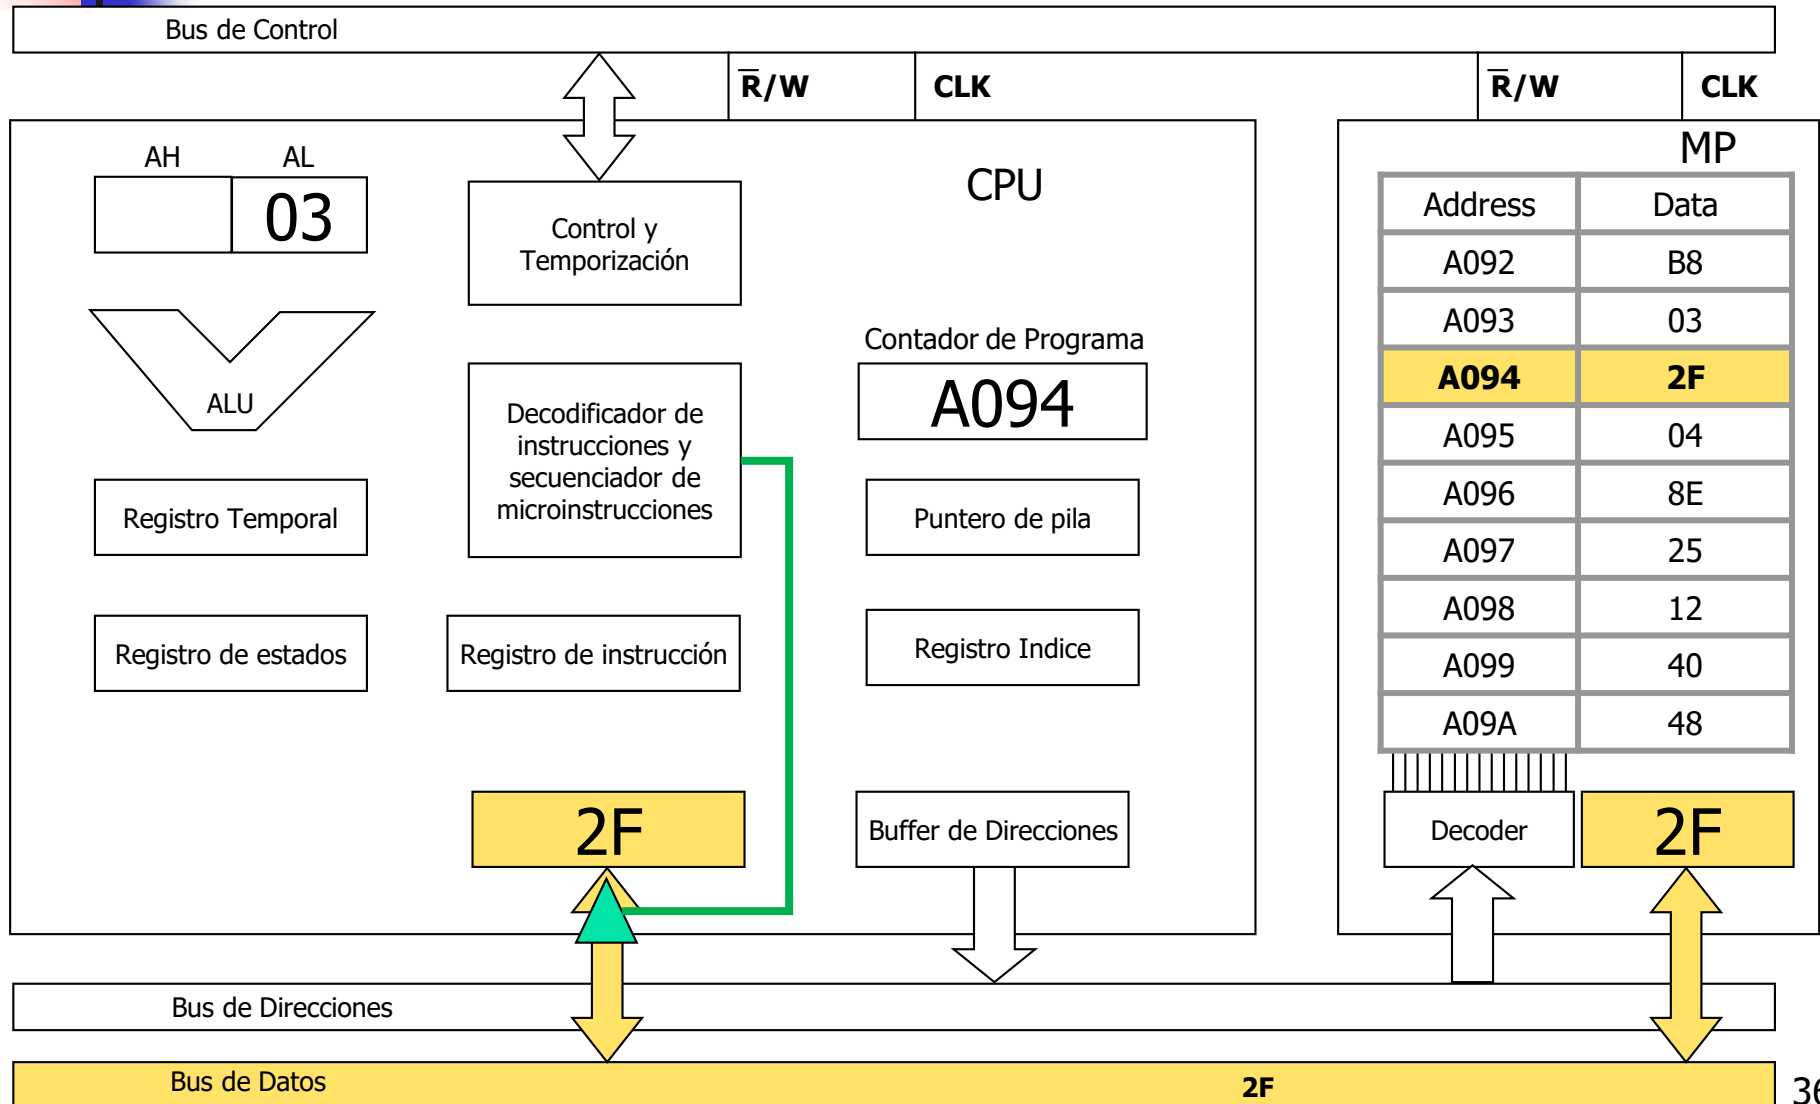 Bus de Control
R̅/W
CLK
R̅/W
CLK
AH
AL
03
Control y
Temporización
CPU
ALU
Decodificador de
instrucciones y
secuenciador de
microinstrucciones
Contador de Programa
A094
Registro Temporal
Puntero de pila
Registro de estados
Registro de instrucción
Registro Indice
2F
Buffer de Direcciones
MP
Address Data
A092 B8
A093 03
A094 2F
A095 04
A096 8E
A097 25
A098 12
A099 40
A09A 48
Decoder
2F
Bus de Direcciones
Bus de Datos
2F